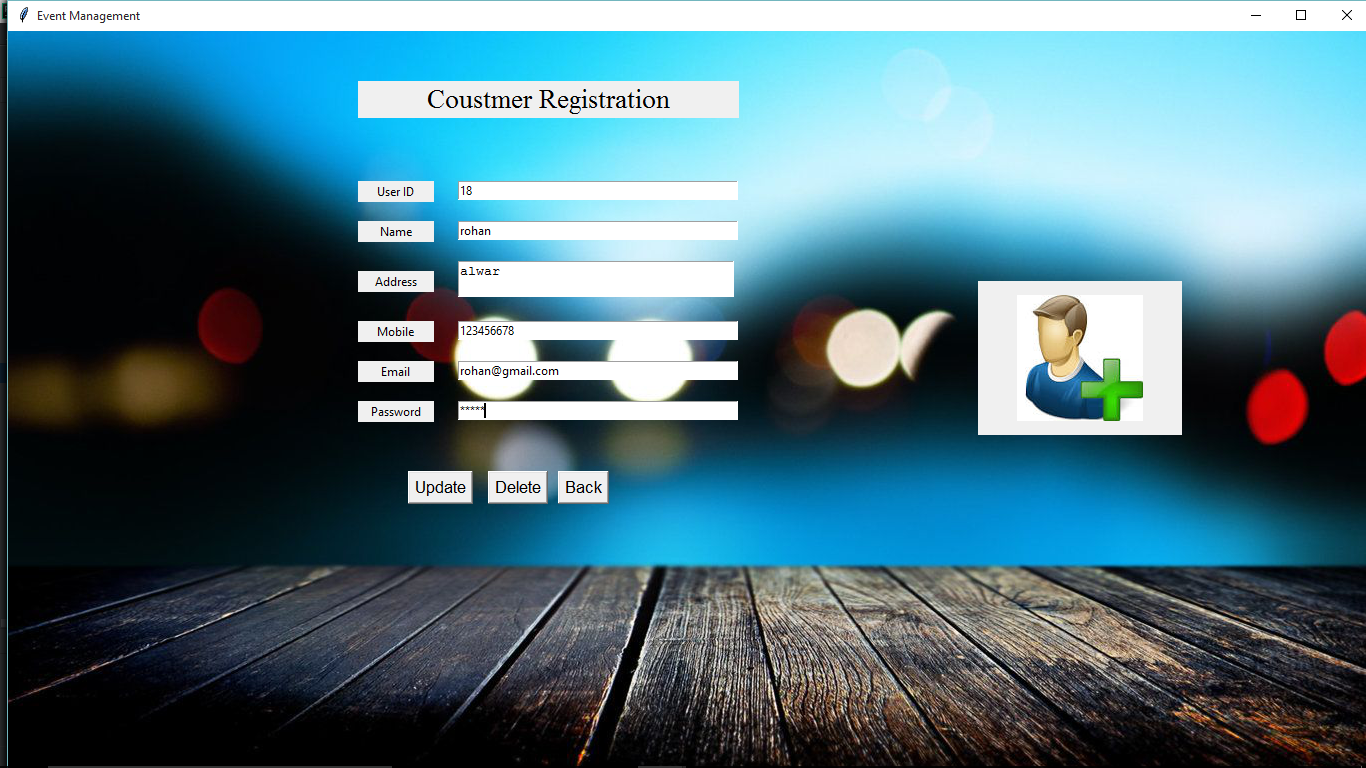 Event Management
Coustmer Registration
User ID 18
Name rohan
Address alwar
Mobile 123456678
Email rohan@gmail.com
Password *****
Update Delete Back